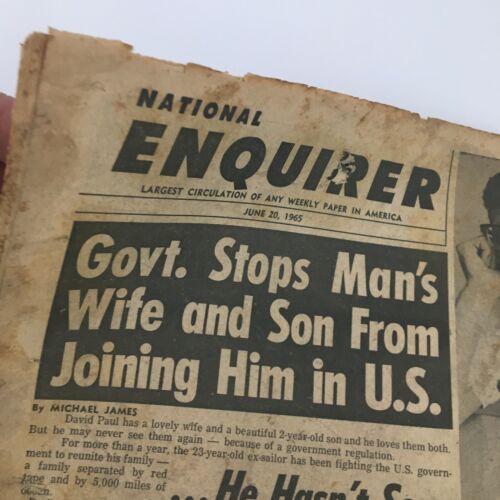 NATIONAL
ENQUIRER
LARGEST CIRCULATION OF ANY WEEKLY PAPER IN AMERICA
JUNE 20, 1965
Govt. Stops Man's
Wife and Son From
Joining Him in U.S.
By MICHAEL JAMES
David Paul has a lovely wife and a beautiful 2-year-old son and he loves them both.
But he may never see them again — because of a government regulation.
For more than a year, the 23-year-old ex-sailor has been fighting the U.S. govern-
ment to reunite his family —
a family separated by red
tape and by 5,000 miles of
ocean.
... He Hasn't S